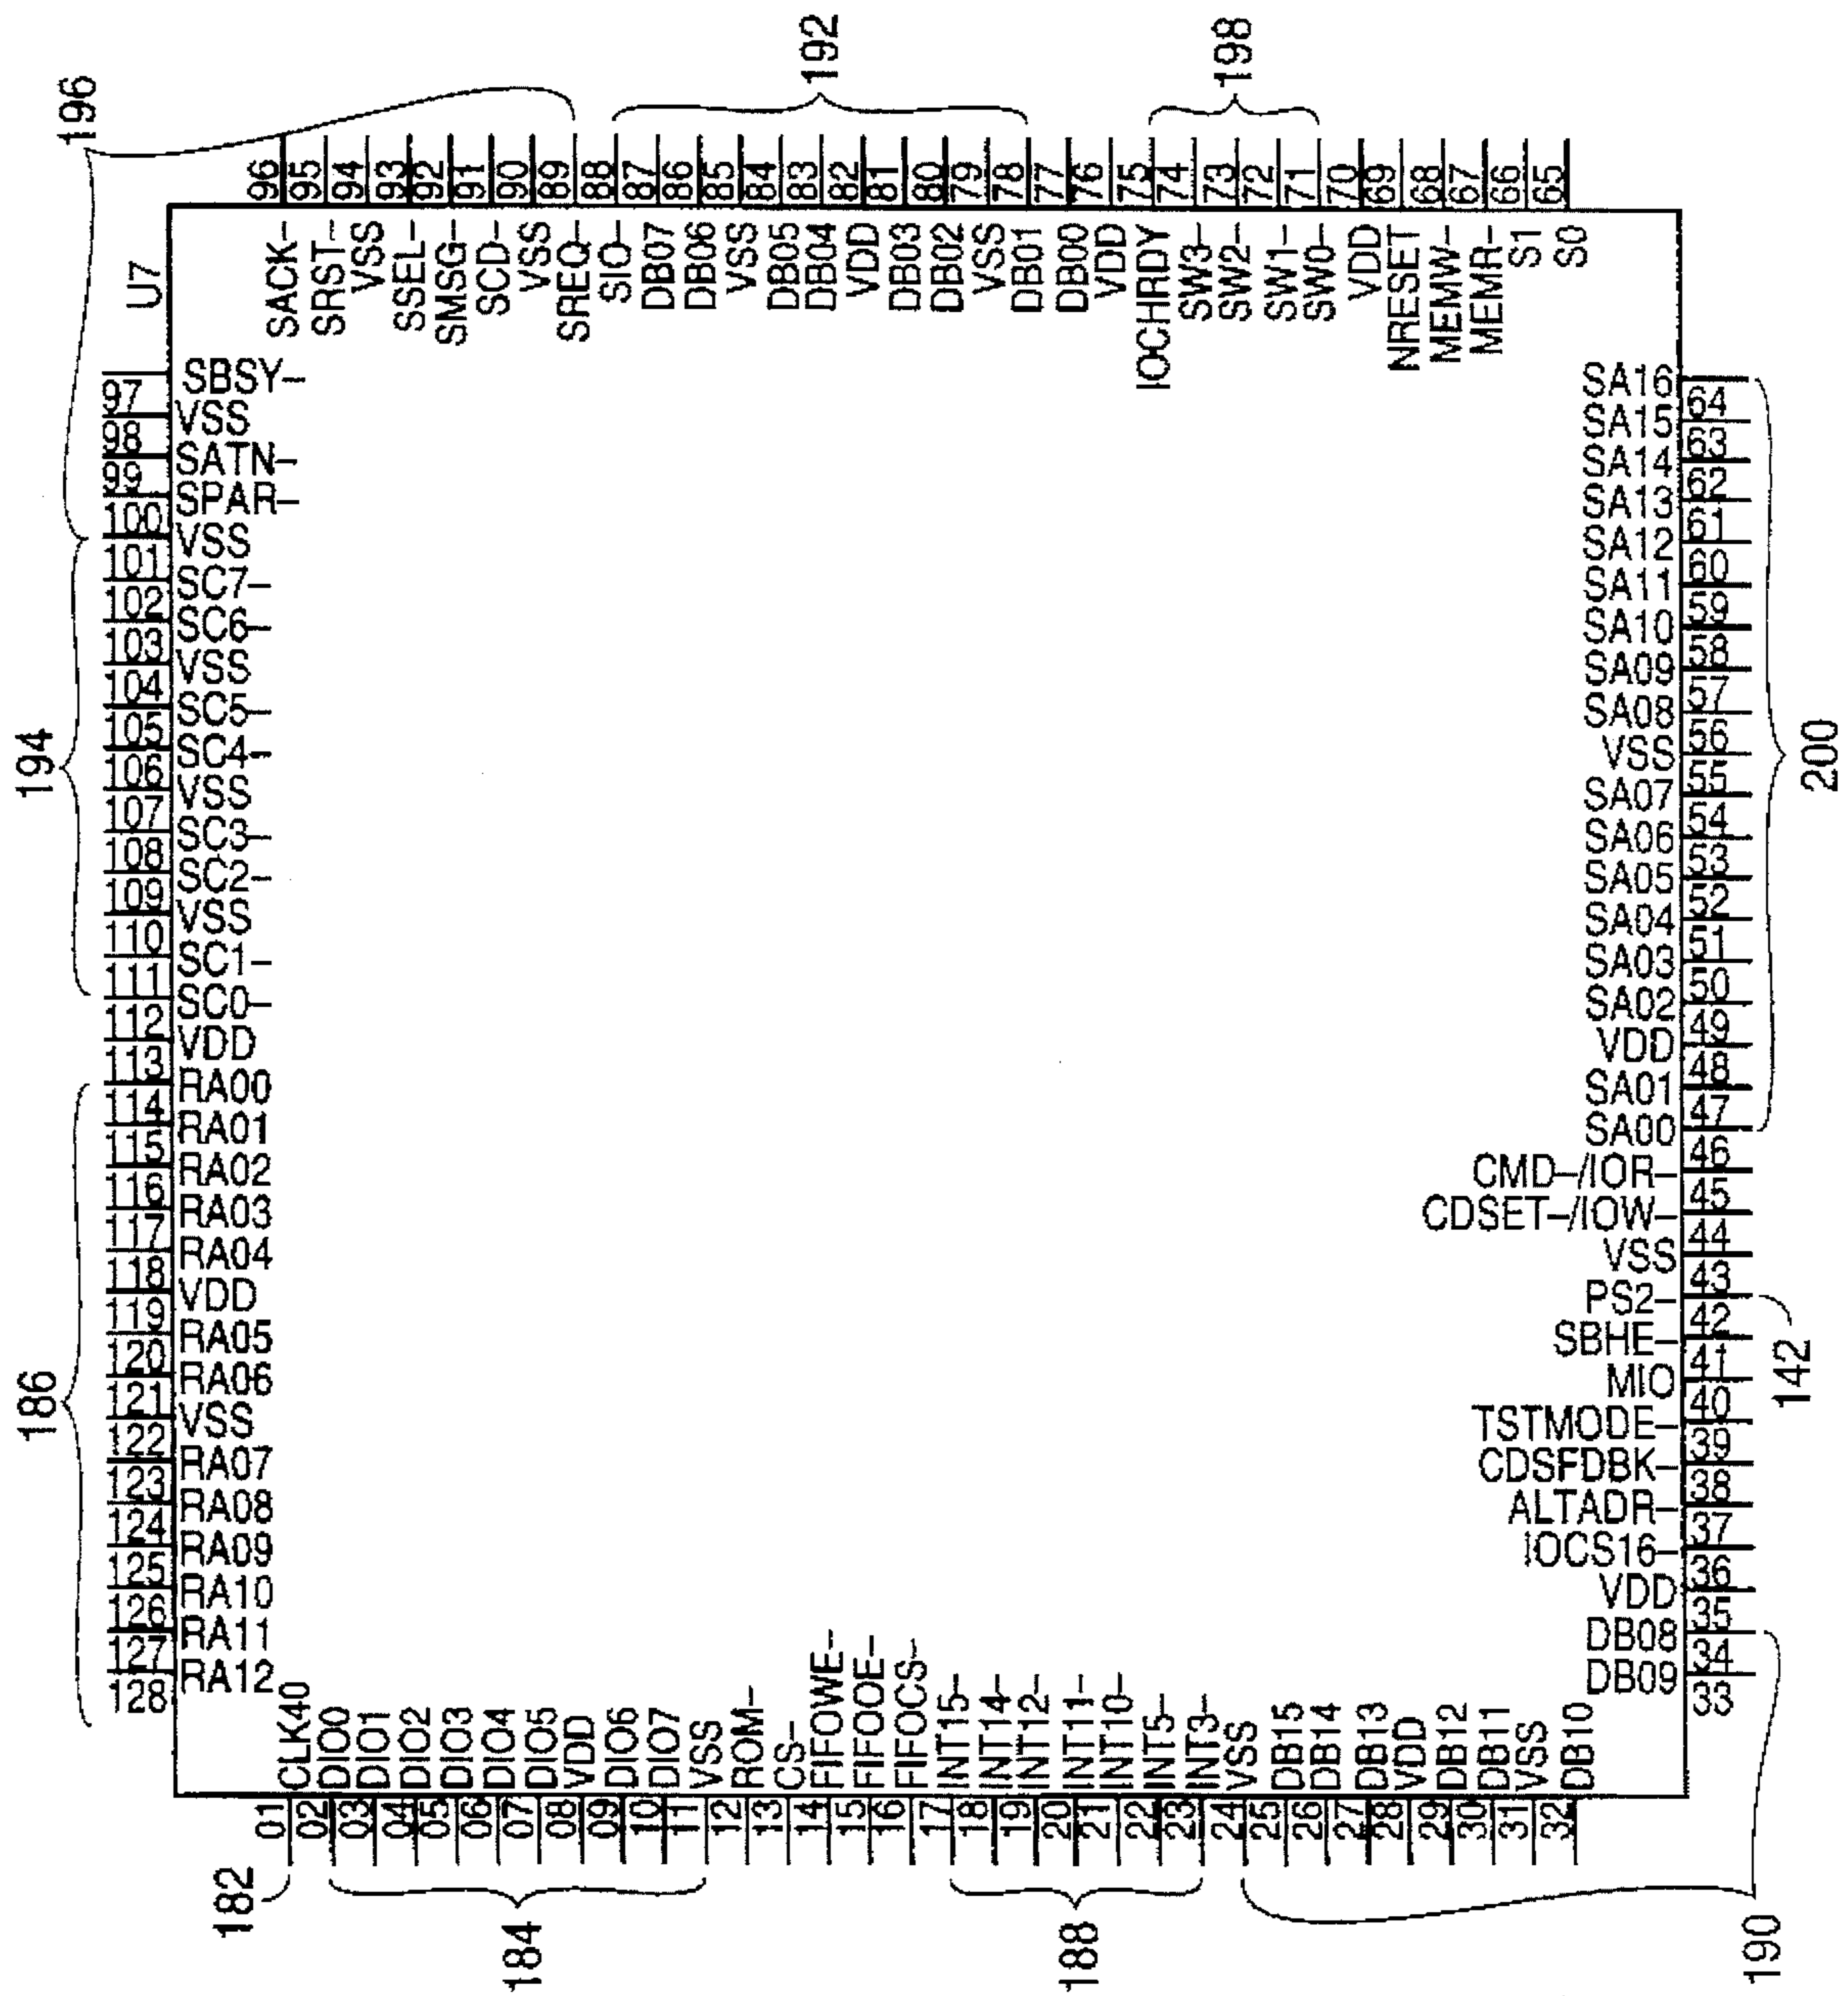 U7
196
96 SACK-
95 SRST-
94 VSS
93 SSEL-
92 SMSG-
91 SCD-
90 VSS
89 SREQ-
88 SIO-
192
87 DB07
86 DB06
85 VSS
84 DB05
83 DB04
82 VDD
81 DB03
80 DB02
79 VSS
78 DB01
77 DB00
76 VDD
75 IOCHRDY
198
74 SW3-
73 SW2-
72 SW1-
71 SW0-
70 VDD
69 NRESET
68 MEMW-
67 MEMR-
66 S1
65 S0
97 SBSY-
98 VSS
99 SATN-
100 SPAR-
194
101 VSS
102 SC7-
103 SC6-
104 VSS
105 SC5-
106 SC4-
107 VSS
108 SC3-
109 SC2-
110 VSS
111 SC1-
112 SC0-
113 VDD
186
114 RA00
115 RA01
116 RA02
117 RA03
118 RA04
119 VDD
120 RA05
121 RA06
122 VSS
123 RA07
124 RA08
125 RA09
126 RA10
127 RA11
128 RA12
SA16 64
SA15 63
SA14 62
SA13 61
SA12 60
SA11 59
SA10 58
SA09 57
SA08 56
VSS 55
SA07 54
SA06 53
SA05 52
SA04 51
SA03 50
SA02 49
VDD 48
SA01 47
SA00 46
200
CMD-/IOR- 45
CDSET-/IOW- 44
VSS 43
PS2- 42
142
SBHE- 41
MIO 40
TSTMODE- 39
CDSFDBK- 38
ALTADR- 37
IOCS16- 36
VDD 35
DB08 34
DB09 33
182
01 CLK40
184
02 DIO0
03 DIO1
04 DIO2
05 DIO3
06 DIO4
07 DIO5
08 VDD
09 DIO6
10 DIO7
11 VSS
12 ROM-
13 CS-
14 FIFOWE-
15 FIFOOE-
16 FIFOCS-
188
17 INT15-
18 INT14-
19 INT12-
20 INT11-
21 INT10-
22 INT5-
23 INT3-
24 VSS
190
25 DB15
26 DB14
27 DB13
28 VDD
29 DB12
30 DB11
31 VSS
32 DB10